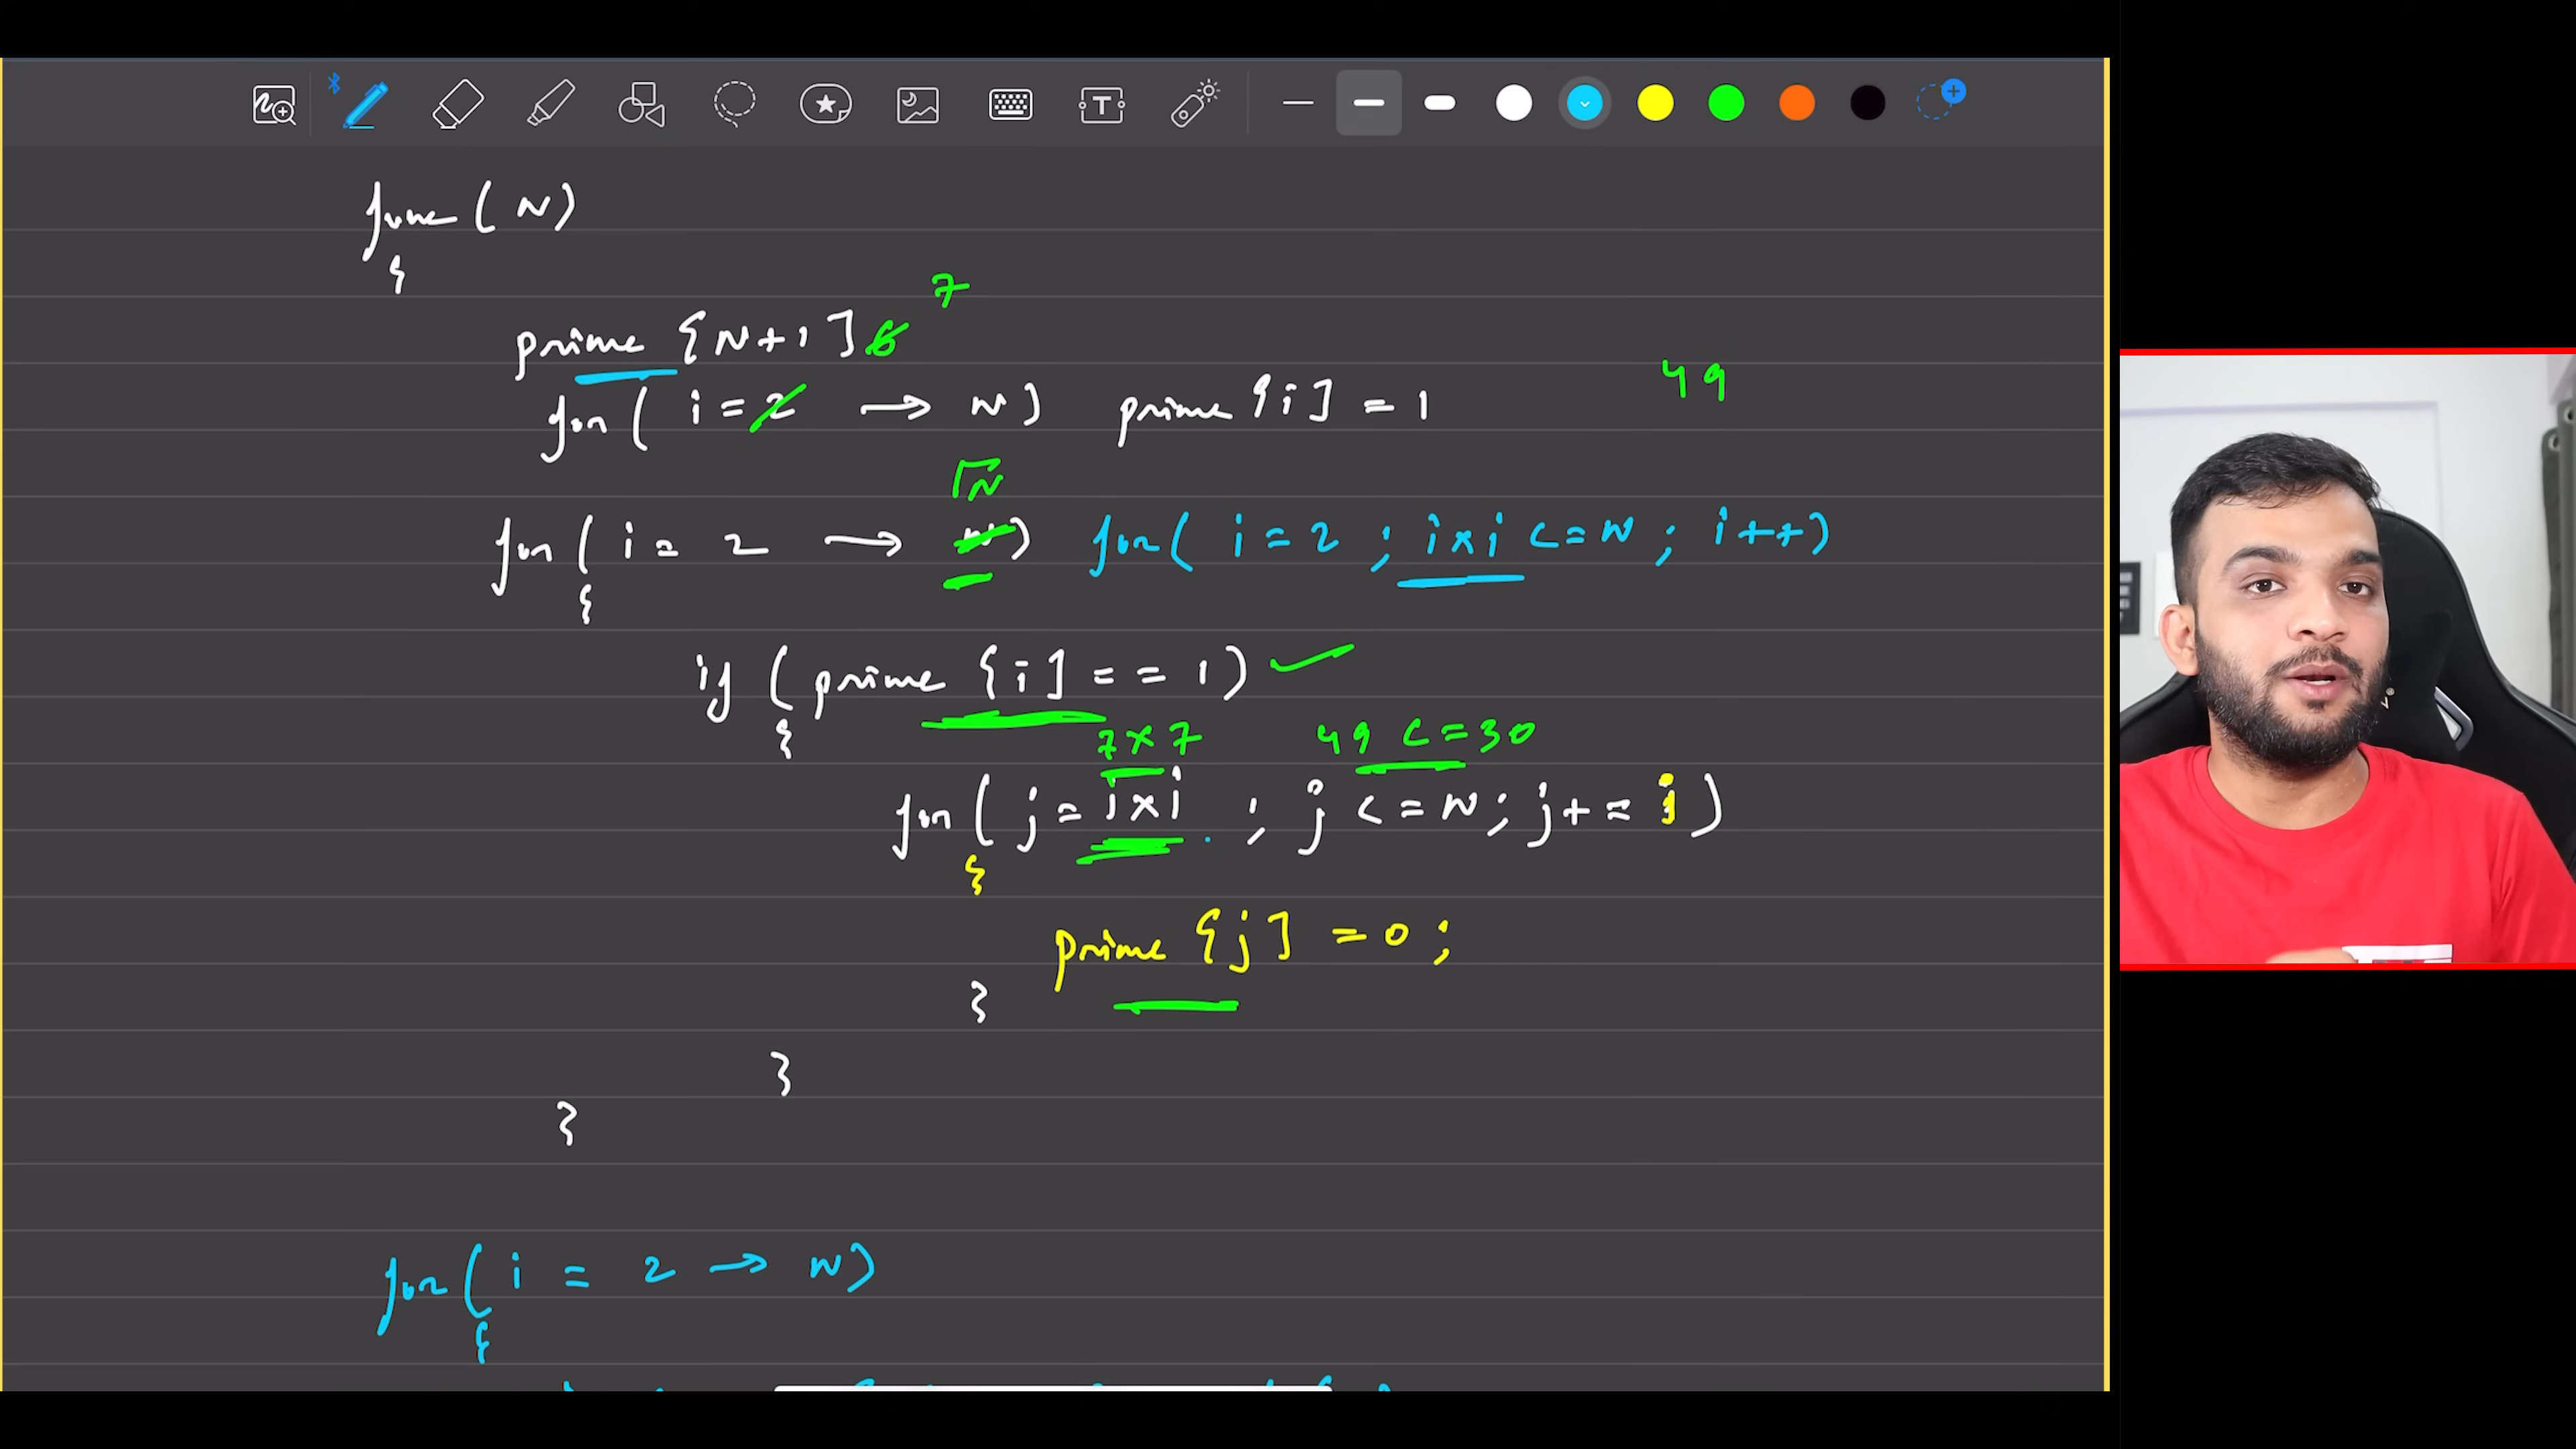 func(N)
{
7
prime[N+1] 6
for( i = 2 → N) prime[i] = 1
49
√N
for( i = 2 → N) for( i = 2 ; i × i <= N ; i++)
{
if (prime[i] == 1)
{
7×7 49 <= 30
for( j = i×i ; j <= N; j += i)
{
prime[j] = 0;
}
}
}
for( i = 2 → N)
{